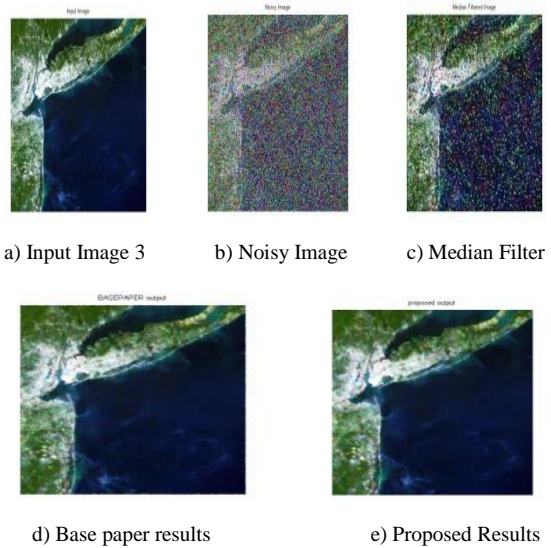 Input Image
Noisy Image
Median Filtered Image
a) Input Image 3
b) Noisy Image
c) Median Filter
BASEPAPER output
proposed output
d) Base paper results
e) Proposed Results